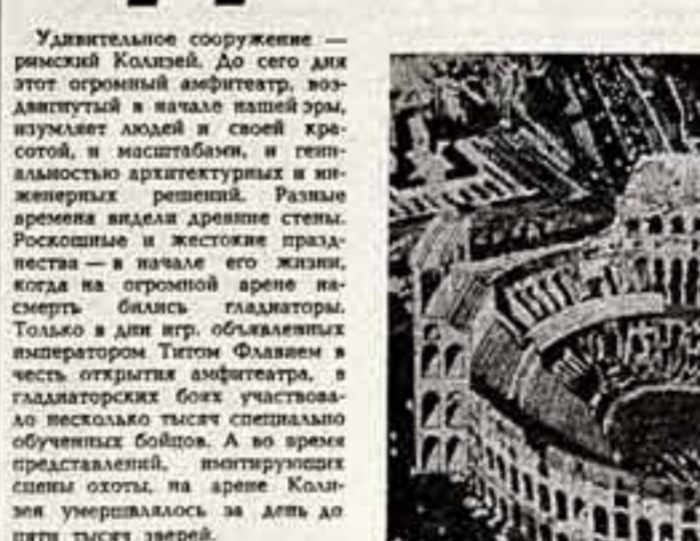 Удивительное сооружение —
римский Колизей. До сего дня
этот огромный амфитеатр, воз-
двигнутый в начале нашей эры,
изумляет людей и своей кра-
сотой, и масштабами, и гени-
альностью архитектурных и ин-
женерных решений. Разные
времена видели древние стены.
Роскошные и жестокие празд-
нества — в начале его жизни,
когда на огромной арене на-
смерть бились гладиаторы.
Только в дни игр, объявленных
императором Титом Флавием в
честь открытия амфитеатра, в
гладиаторских боях участвова-
ло несколько тысяч специально
обученных бойцов. А во время
представлений, имитирующих
сцены охоты, на арене Коли-
зея умерщвлялось за день до
пяти тысяч зверей.